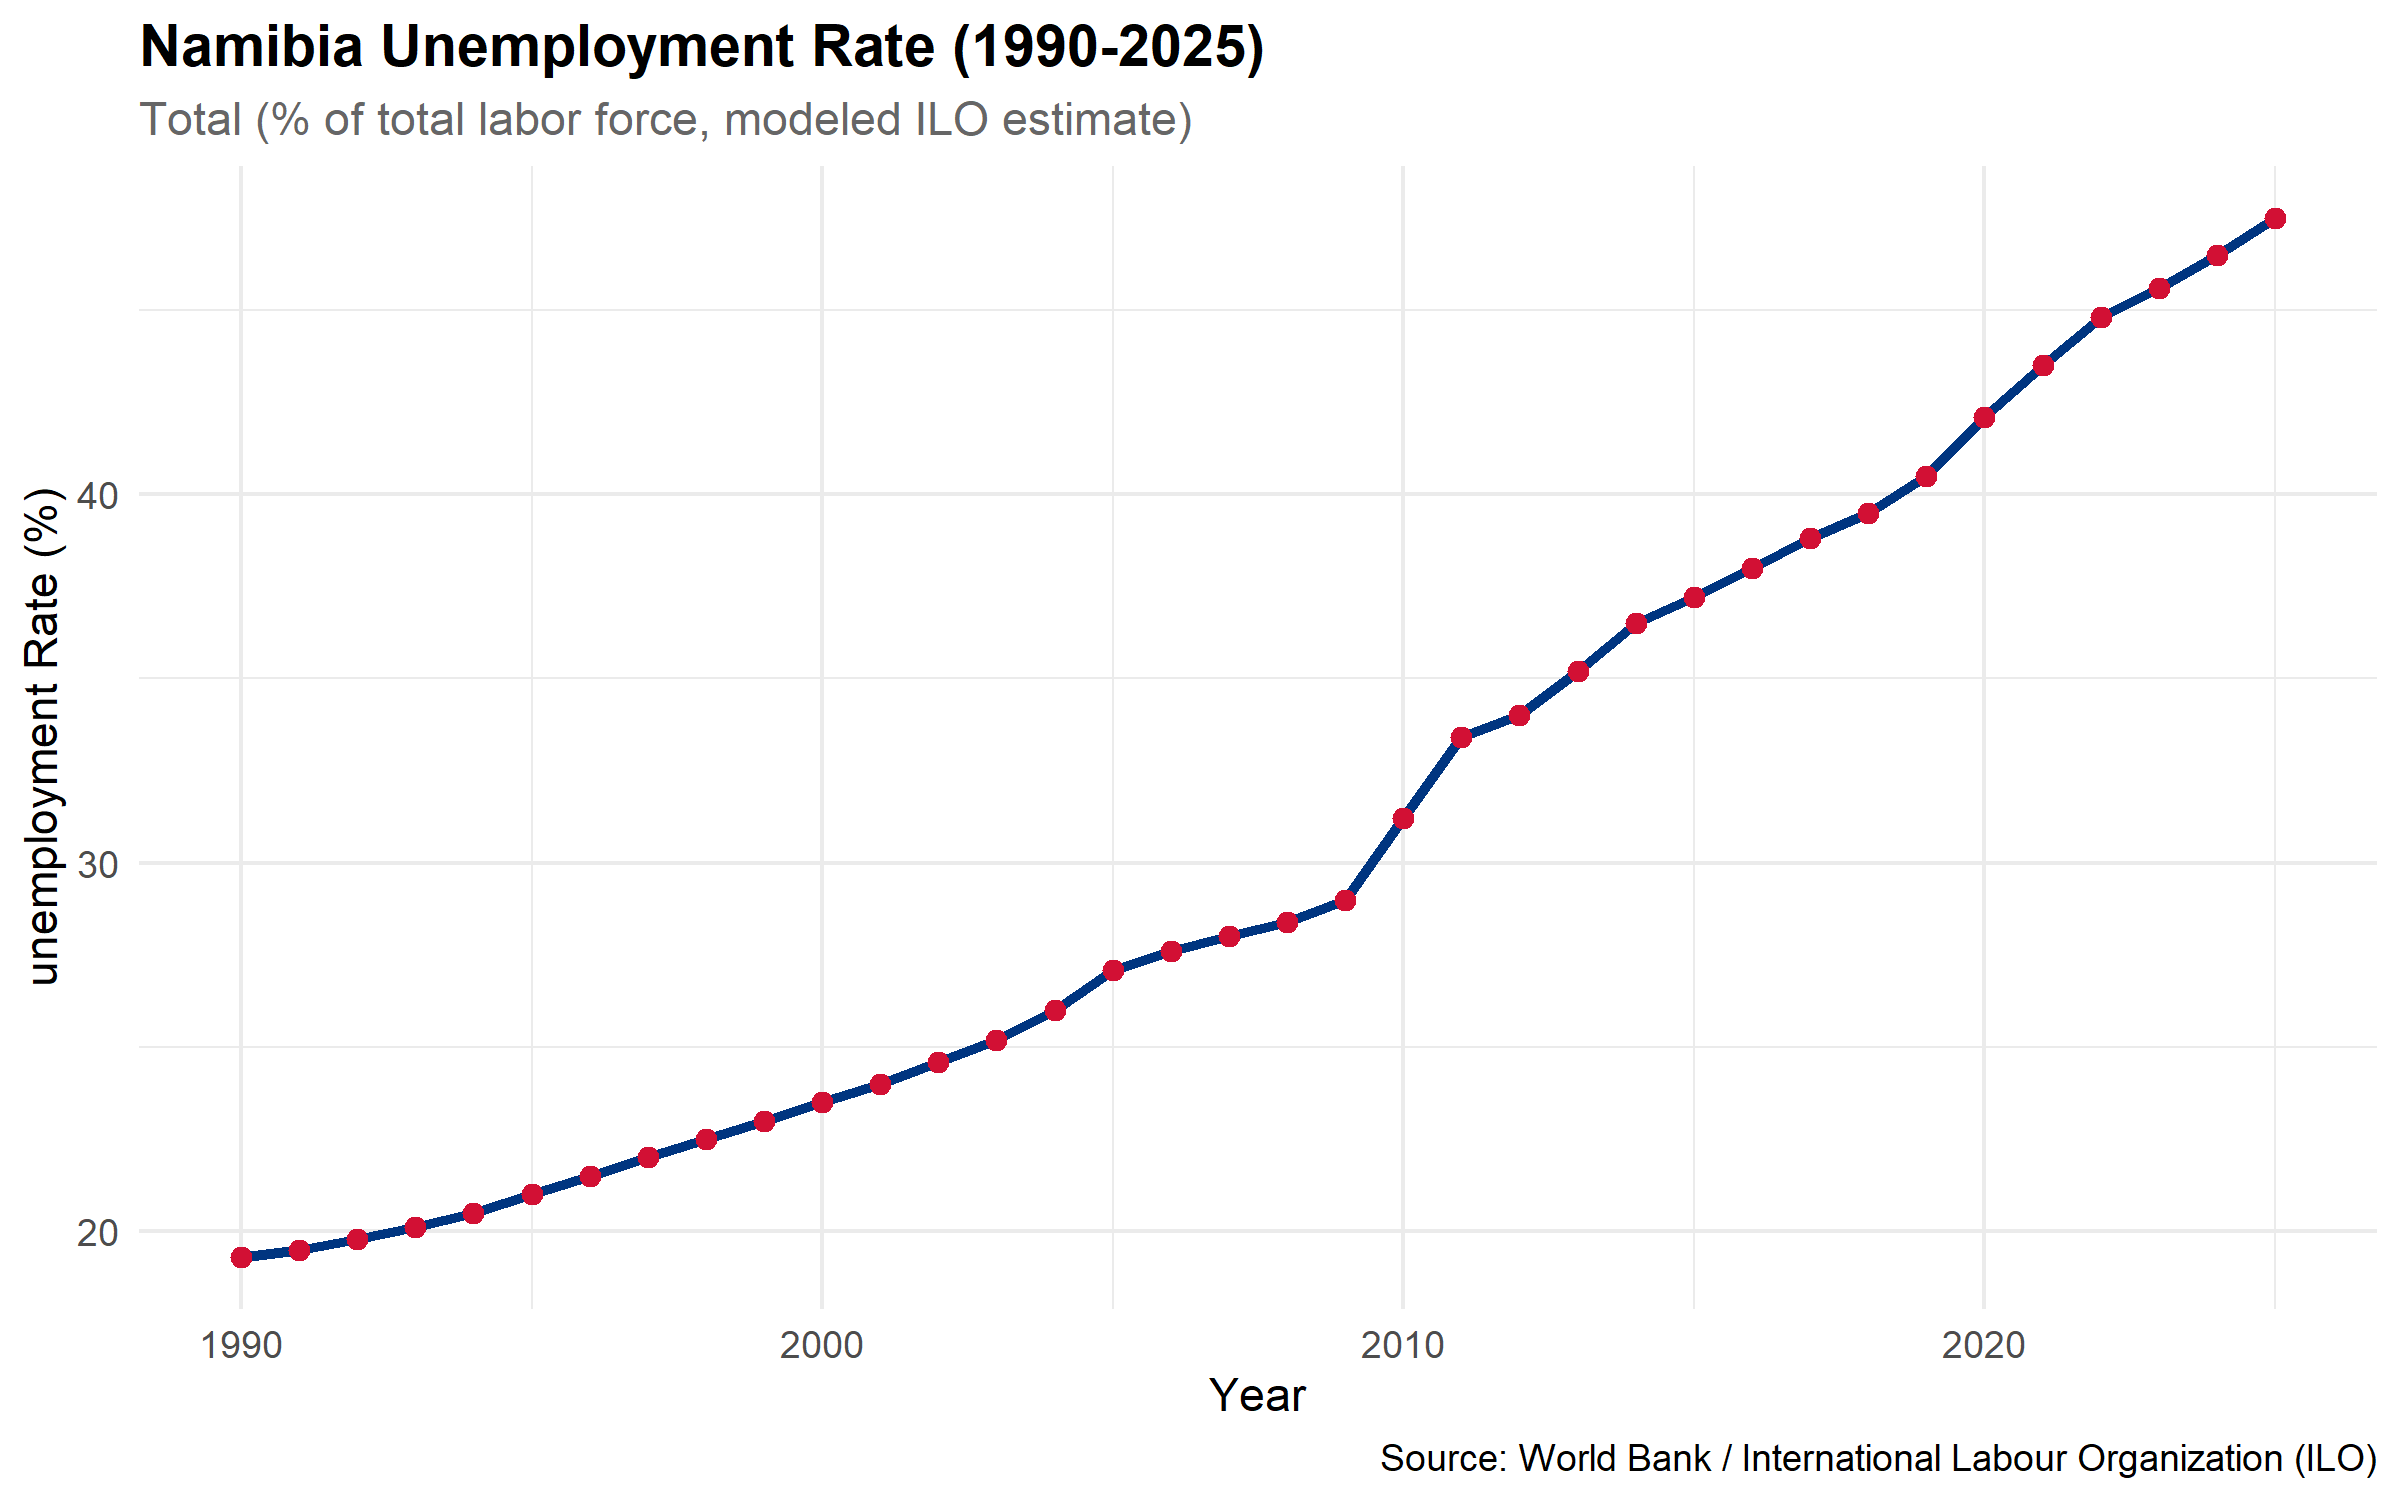 Namibia Unemployment Rate (1990-2025)
Total (% of total labor force, modeled ILO estimate)
unemployment Rate (%)
40
30
20
1990
2000
2010
2020
Year
Source: World Bank / International Labour Organization (ILO)